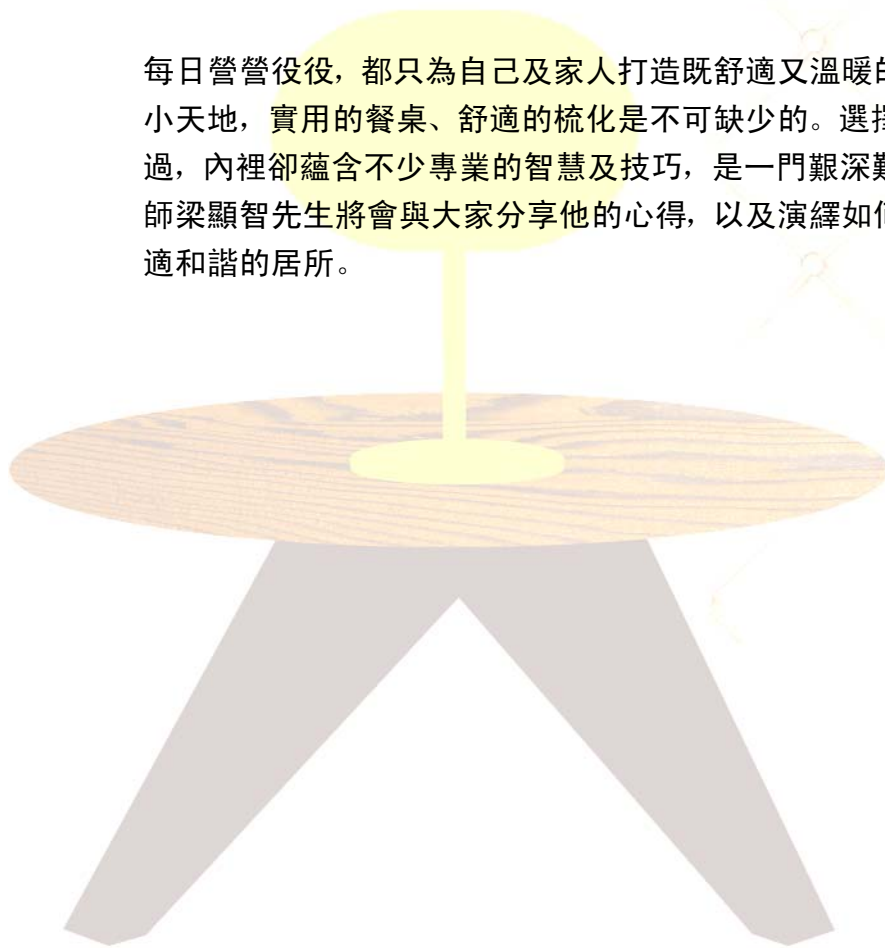 每日營營役役，都只為自己及家人打造既舒適又溫暖的
小天地，實用的餐桌、舒適的梳化是不可缺少的。選擇
過，內裡卻蘊含不少專業的智慧及技巧，是一門艱深難
師梁顯智先生將會與大家分享他的心得，以及演繹如何
適和諧的居所。